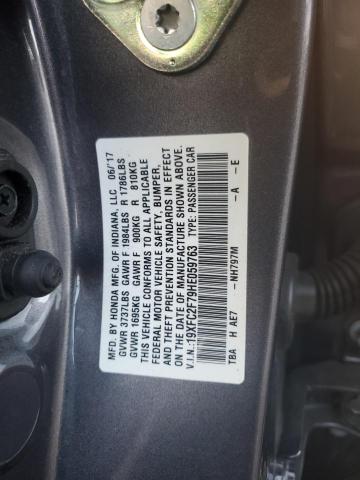 MFG. BY HONDA MFG. OF INDIANA, LLC 06/17
GVWR 3737LBS GAWR F 1984LBS R 1786LBS
GVWR 1695KG GAWR F 900KG R 810KG
THIS VEHICLE CONFORMS TO ALL APPLICABLE
FEDERAL MOTOR VEHICLE SAFETY, BUMPER,
& THEFT PREVENTION STANDARDS IN EFFECT
ON THE DATE OF MANUFACTURE SHOWN ABOVE.
V.I.N.:19XFC2F79HE059763 TYPE: PASSENGER CAR
TBA H AE7 —NH797M —A —E